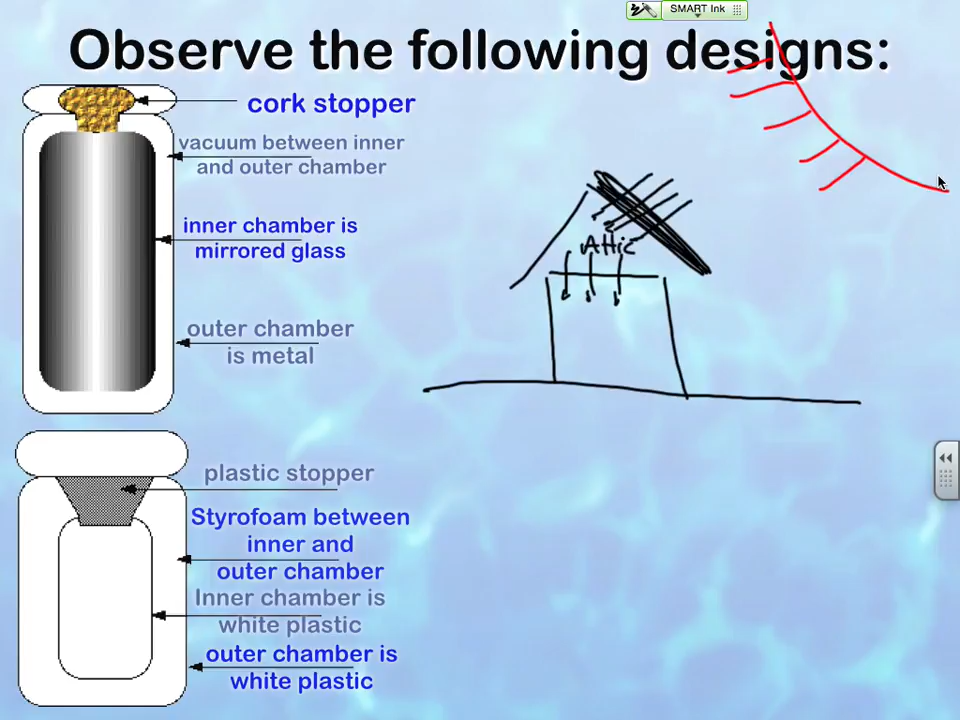 SMART Ink
Observe the following designs:
cork stopper
vacuum between inner
and outer chamber
inner chamber is
mirrored glass
outer chamber
is metal
Attic
plastic stopper
Styrofoam between
inner and
outer chamber
Inner chamber is
white plastic
outer chamber is
white plastic